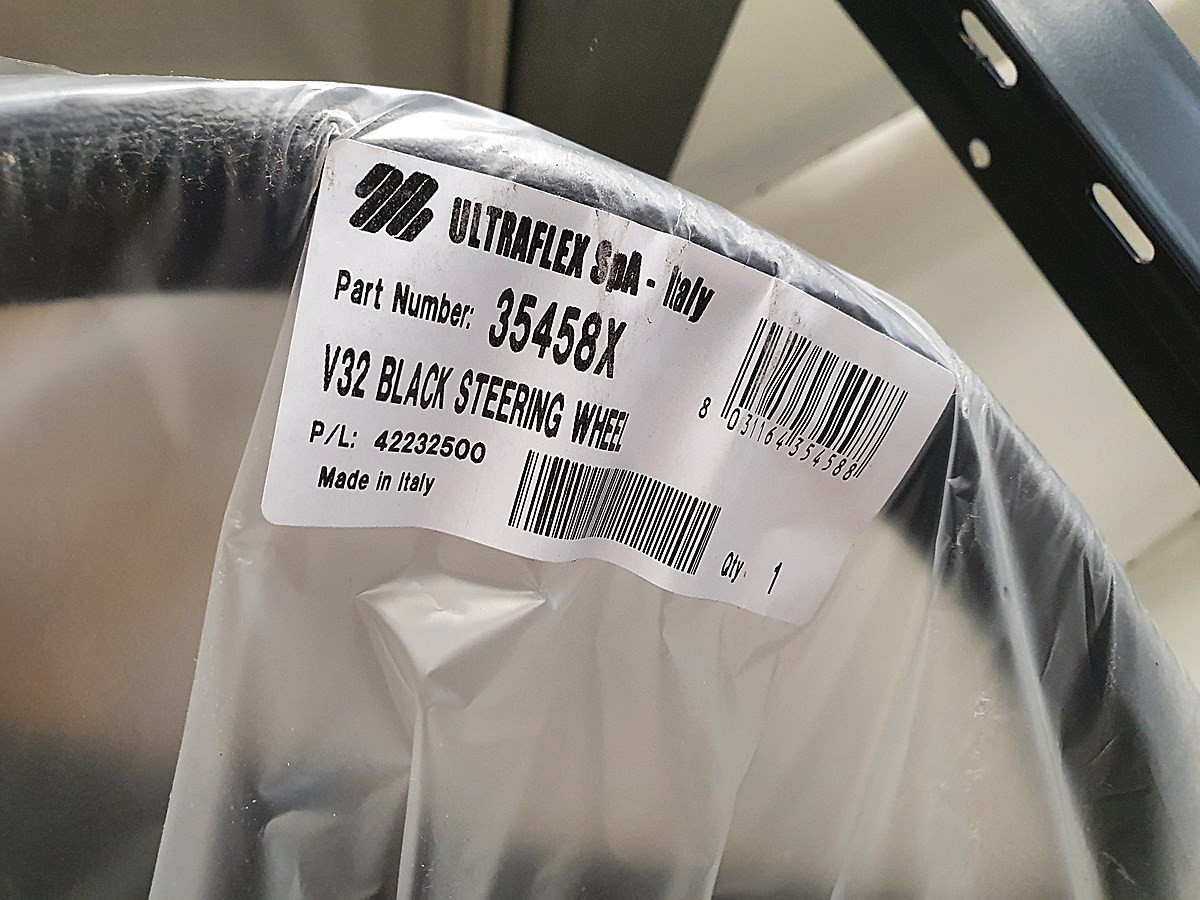 ULTRAFLEX SpA - Italy
Part Number: 35458X
V32 BLACK STEERING WHEEL
P/L: 42232500
Made in Italy
8 031164 354588
Qty 1